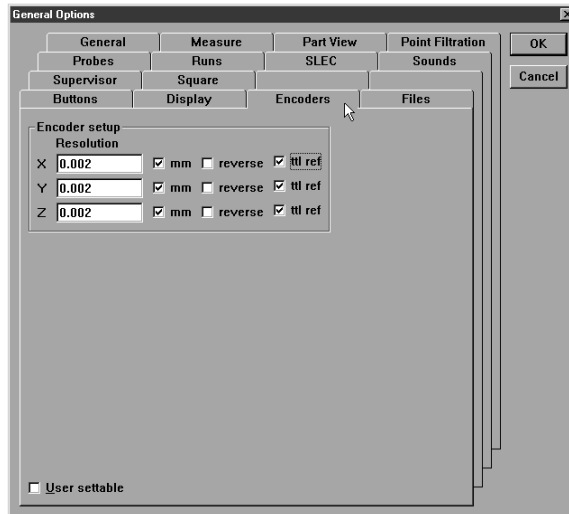 General Options
General Measure Part View Point Filtration
OK
Probes Runs SLEC Sounds
Cancel
Supervisor Square
Buttons Display Encoders Files
Encoder setup
Resolution
X 0.002 mm reverse ttl ref
Y 0.002 mm reverse ttl ref
Z 0.002 mm reverse ttl ref
User settable